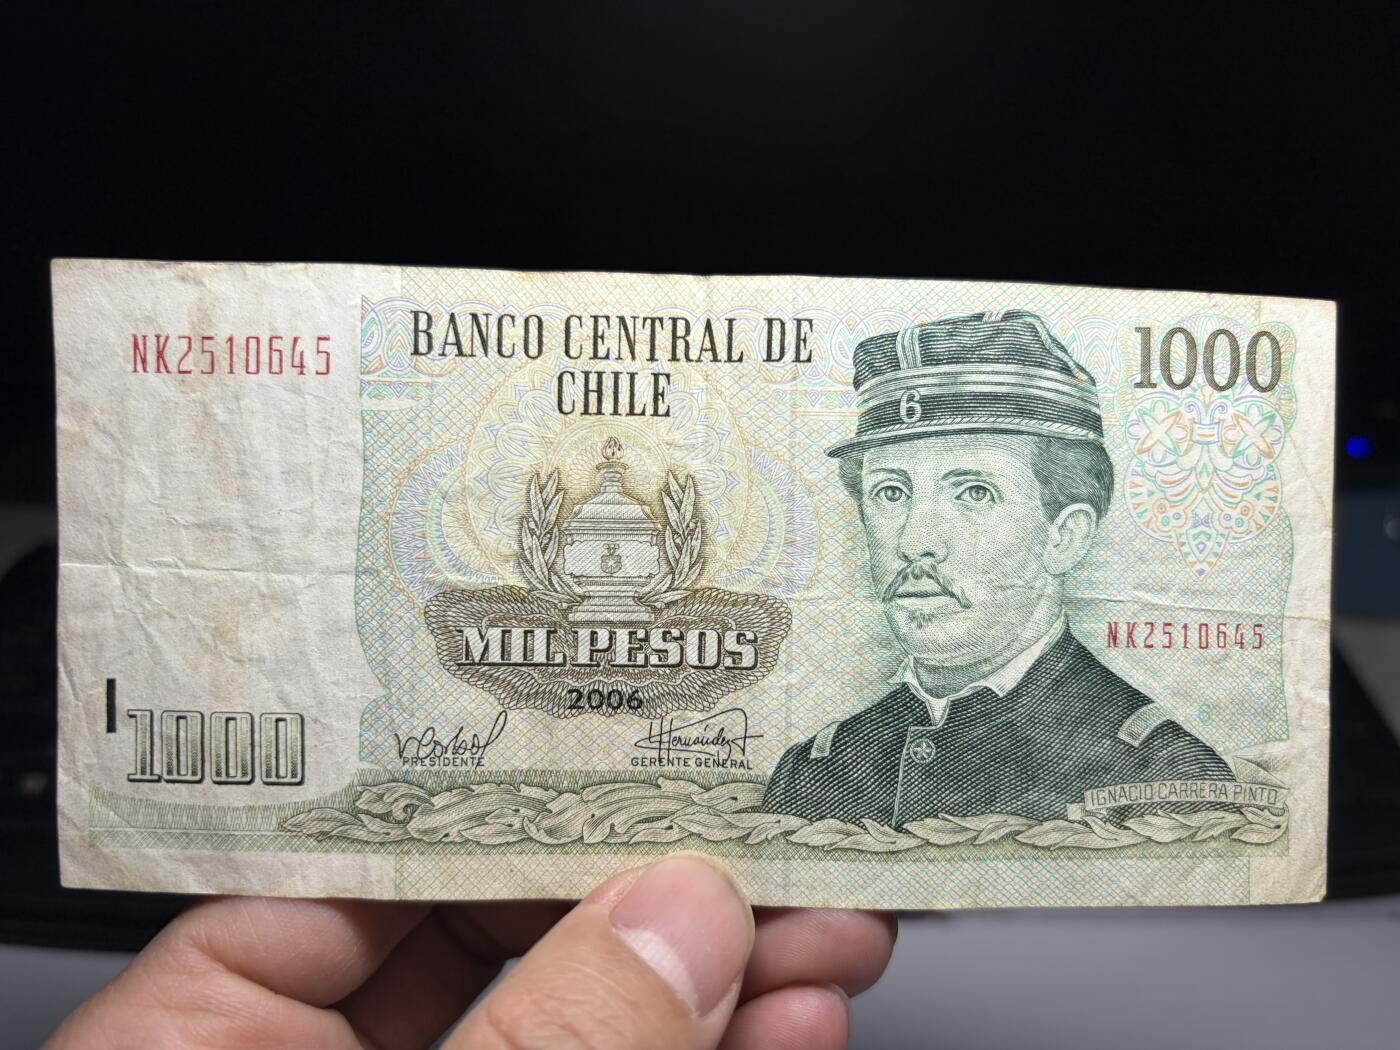 NK2510645
BANCO CENTRAL DE
CHILE
1000
6
MIL PESOS
2006
NK2510645
1000
PRESIDENTE
GERENTE GENERAL
IGNACIO CARRERA PINTO